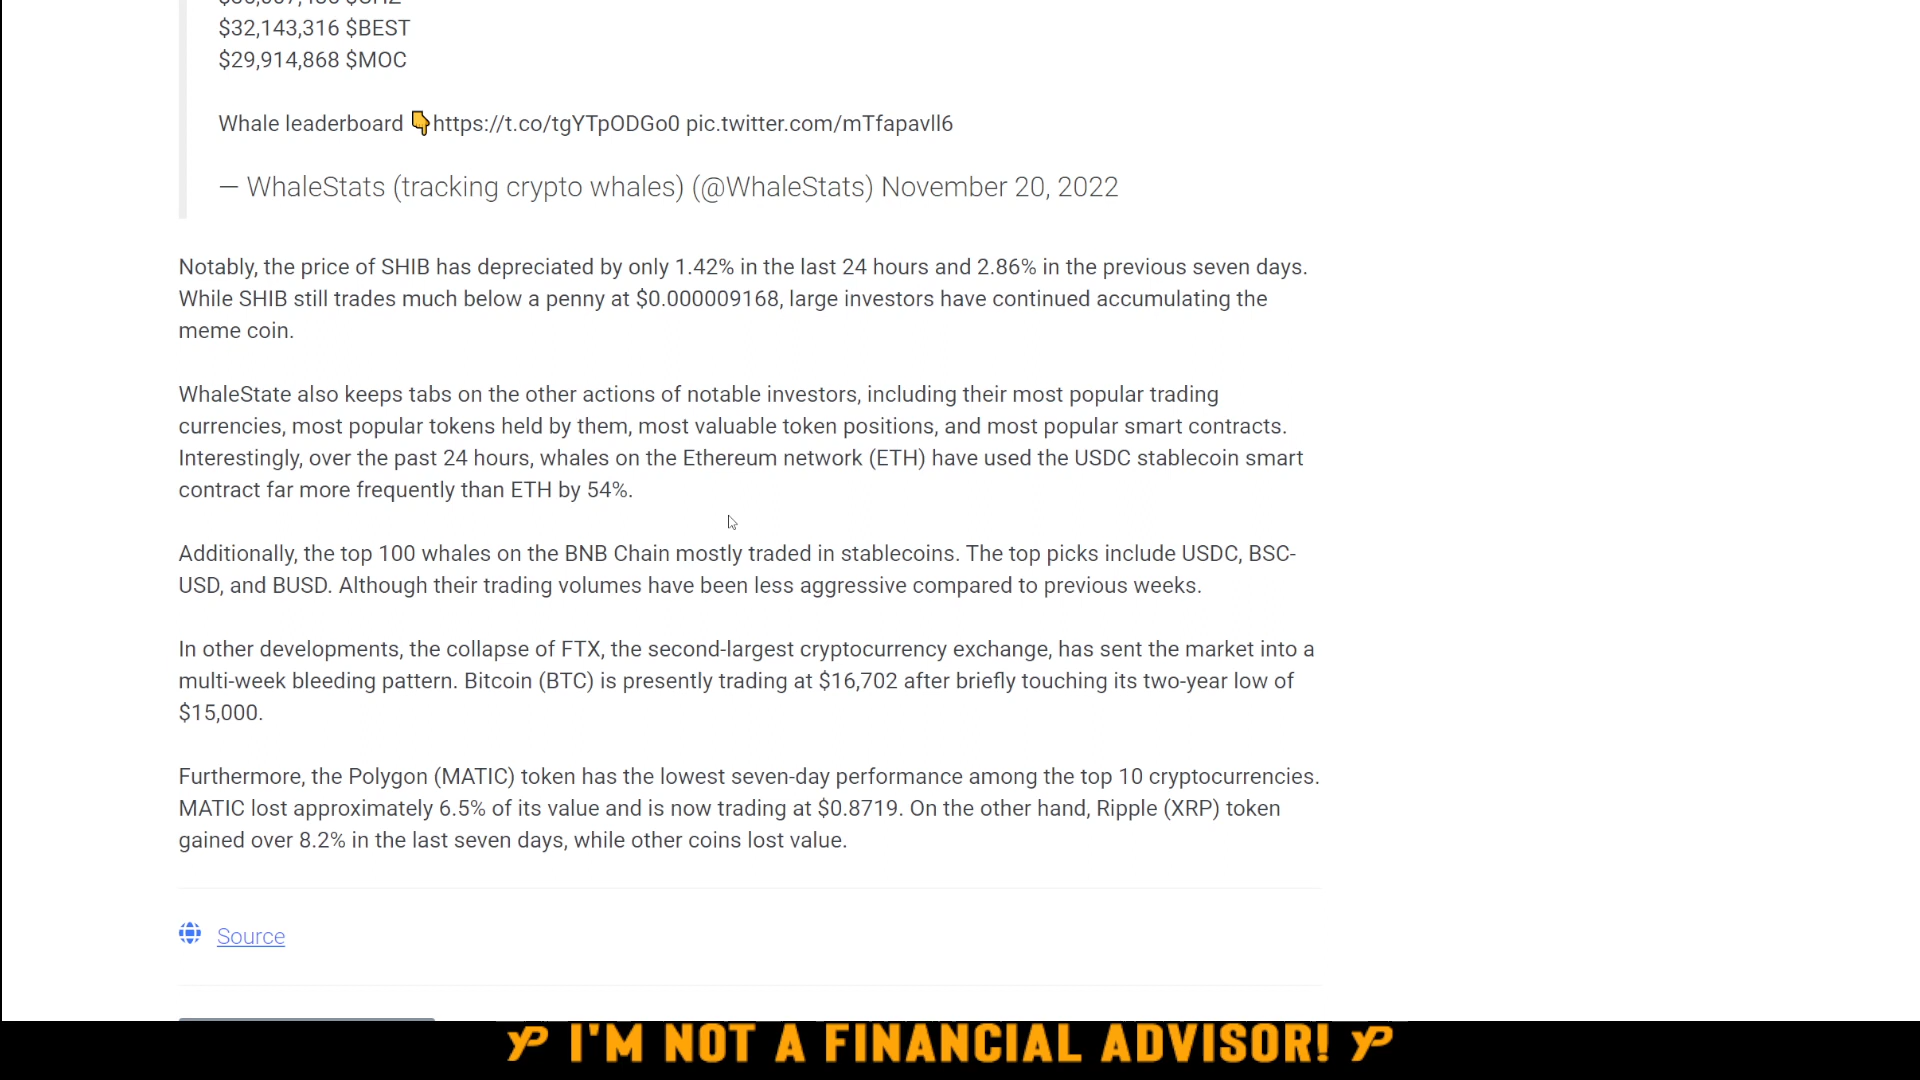 $32,143,316 $BEST
$29,914,868 $MOC
Whale leaderboard 👇https://t.co/tgYTpODGo0 pic.twitter.com/mTfapavll6
— WhaleStats (tracking crypto whales) (@WhaleStats) November 20, 2022
Notably, the price of SHIB has depreciated by only 1.42% in the last 24 hours and 2.86% in the previous seven days.
While SHIB still trades much below a penny at $0.000009168, large investors have continued accumulating the
meme coin.
WhaleState also keeps tabs on the other actions of notable investors, including their most popular trading
currencies, most popular tokens held by them, most valuable token positions, and most popular smart contracts.
Interestingly, over the past 24 hours, whales on the Ethereum network (ETH) have used the USDC stablecoin smart
contract far more frequently than ETH by 54%.
Additionally, the top 100 whales on the BNB Chain mostly traded in stablecoins. The top picks include USDC, BSC-
USD, and BUSD. Although their trading volumes have been less aggressive compared to previous weeks.
In other developments, the collapse of FTX, the second-largest cryptocurrency exchange, has sent the market into a
multi-week bleeding pattern. Bitcoin (BTC) is presently trading at $16,702 after briefly touching its two-year low of
$15,000.
Furthermore, the Polygon (MATIC) token has the lowest seven-day performance among the top 10 cryptocurrencies.
MATIC lost approximately 6.5% of its value and is now trading at $0.8719. On the other hand, Ripple (XRP) token
gained over 8.2% in the last seven days, while other coins lost value.
Source
YP I'M NOT A FINANCIAL ADVISOR! YP